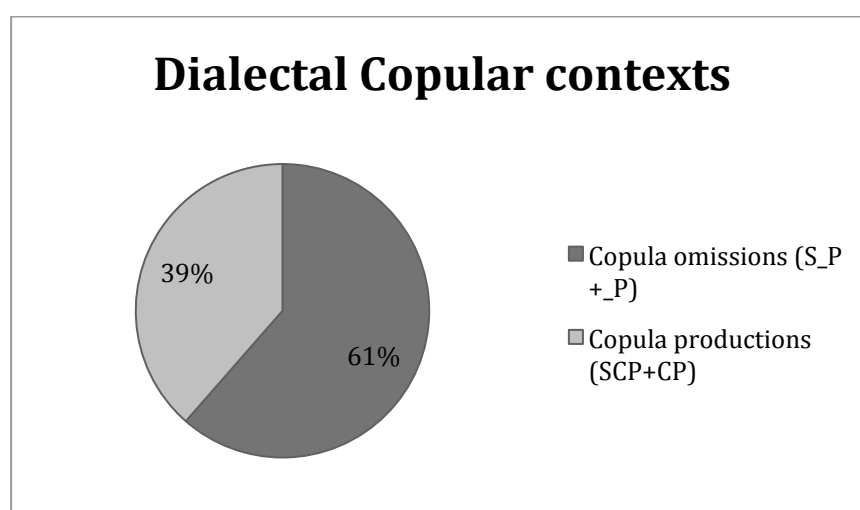 Dialectal Copular contexts
39%
61%
Copula omissions (S_P
+_P)
Copula productions
(SCP+CP)